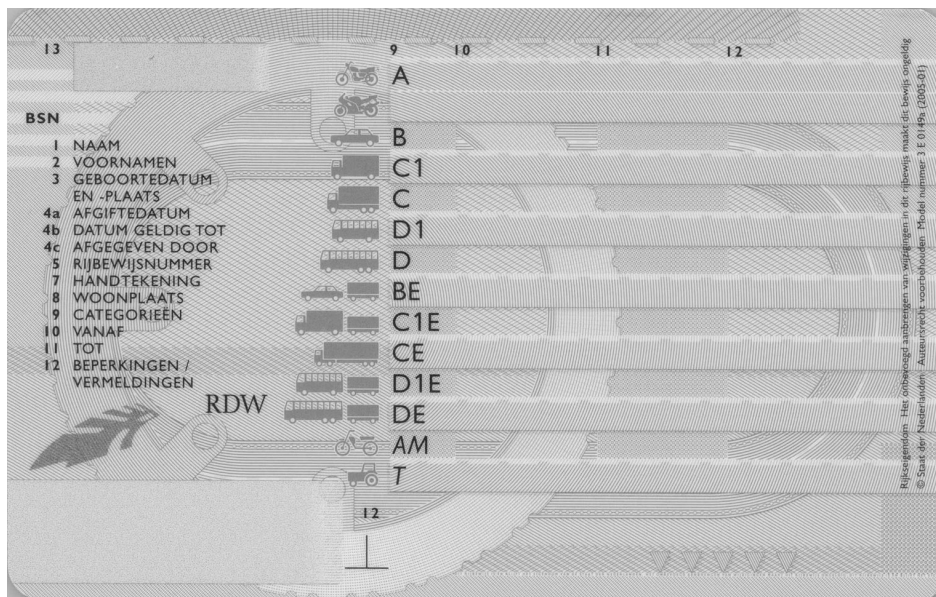 13
9 10 11 12
BSN
A
B
C1
C
D1
D
BE
C1E
CE
D1E
DE
AM
T
1 NAAM
2 VOORNAMEN
3 GEBOORTEDATUM
EN -PLAATS
4a AFGIFTEDATUM
4b DATUM GELDIG TOT
4c AFGEGEVEN DOOR
5 RIJBEWIJSNUMMER
7 HANDTEKENING
8 WOONPLAATS
9 CATEGORIEËN
10 VANAF
11 TOT
12 BEPERKINGEN /
VERMELDINGEN
RDW
12
Rijkseigendom Het onbevoegd aanbrengen van wijzigingen in dit rijbewijs maakt dit bewijs ongeldig
© Staat der Nederlanden Auteursrecht voorbehouden Model nummer 3 E 0149a (2005-01)